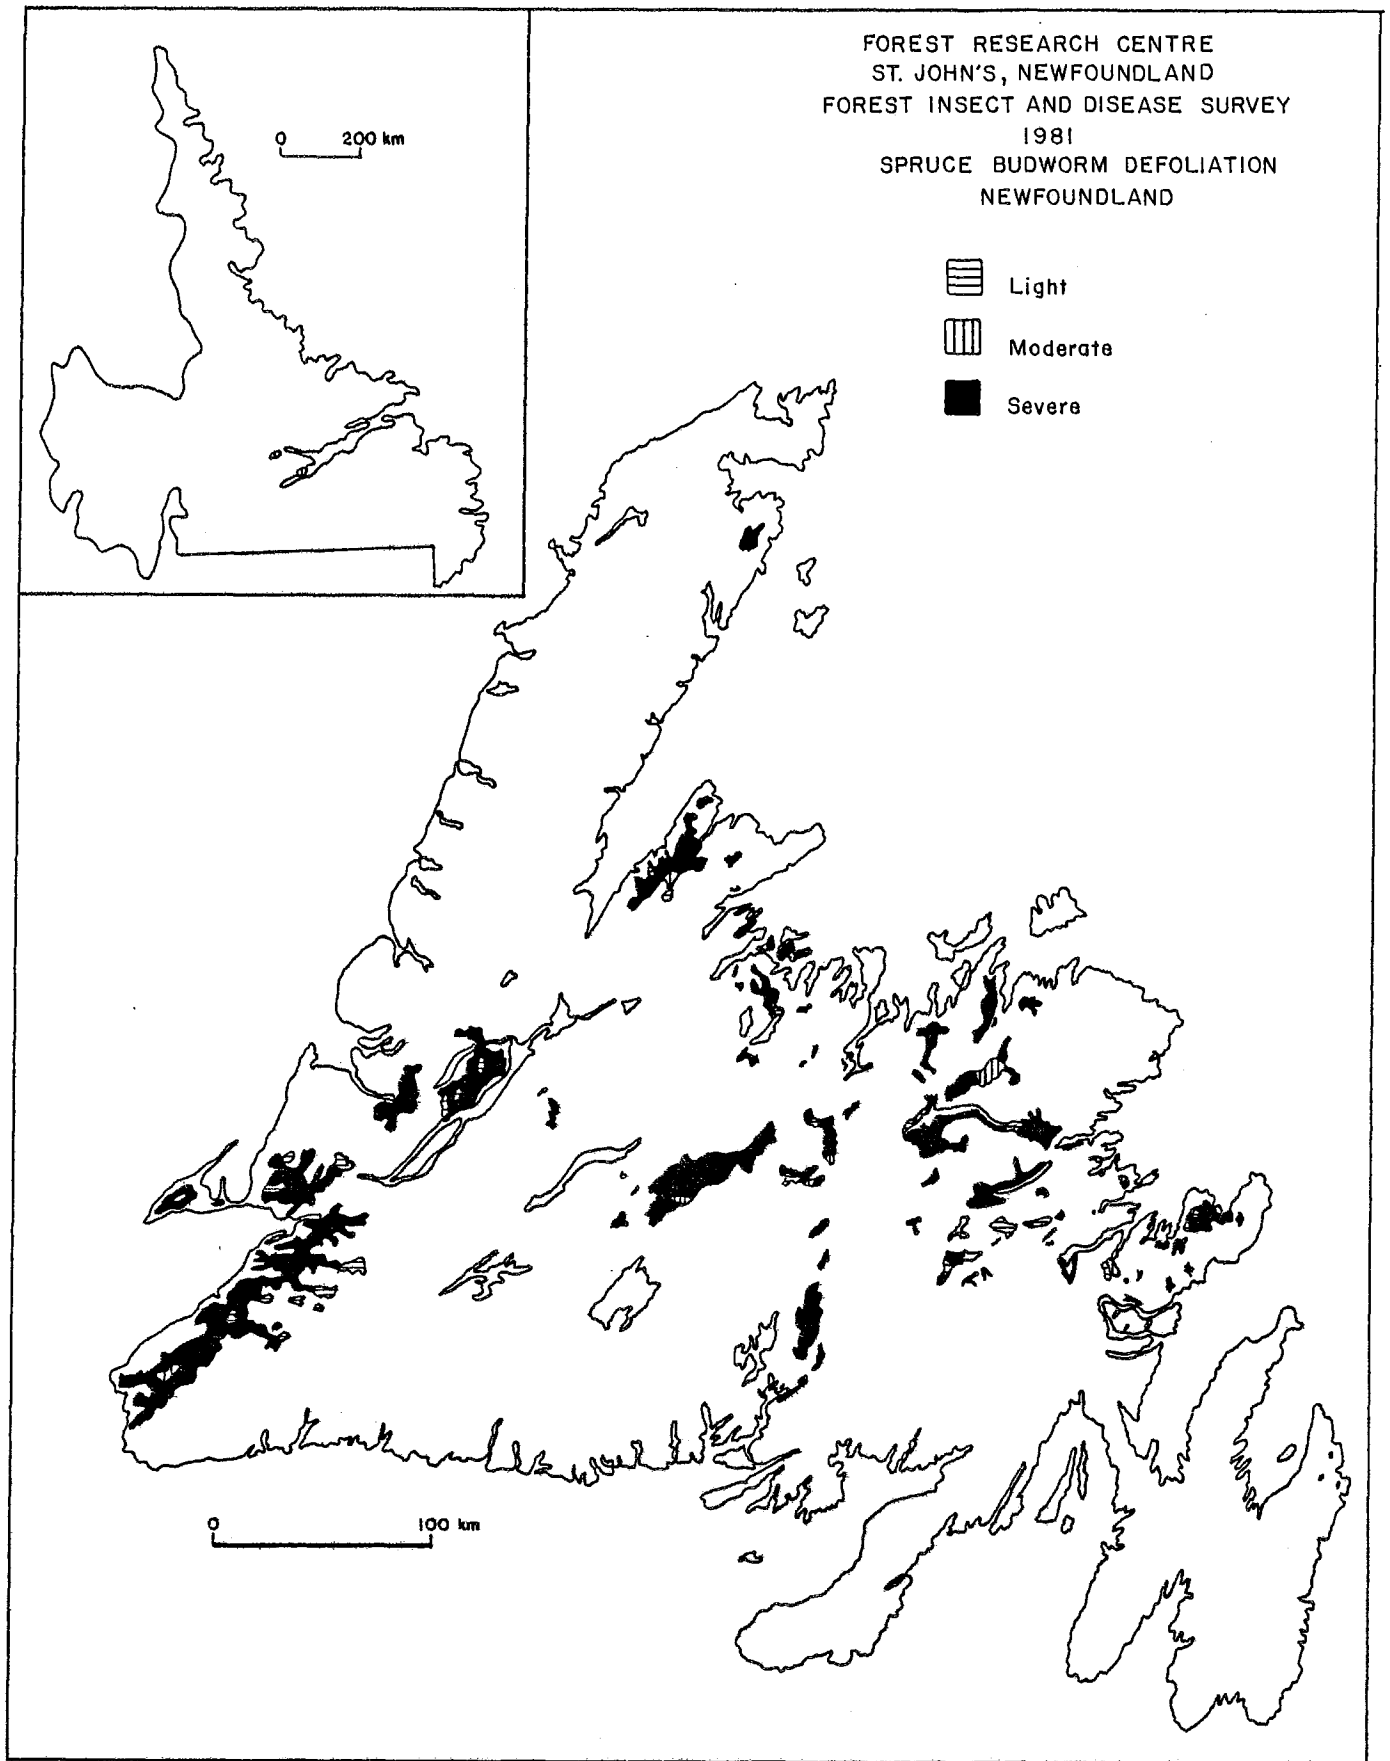 FOREST RESEARCH CENTRE
ST. JOHN'S, NEWFOUNDLAND
FOREST INSECT AND DISEASE SURVEY
1981
SPRUCE BUDWORM DEFOLIATION
NEWFOUNDLAND
0 200 km
Light
Moderate
Severe
0 100 km